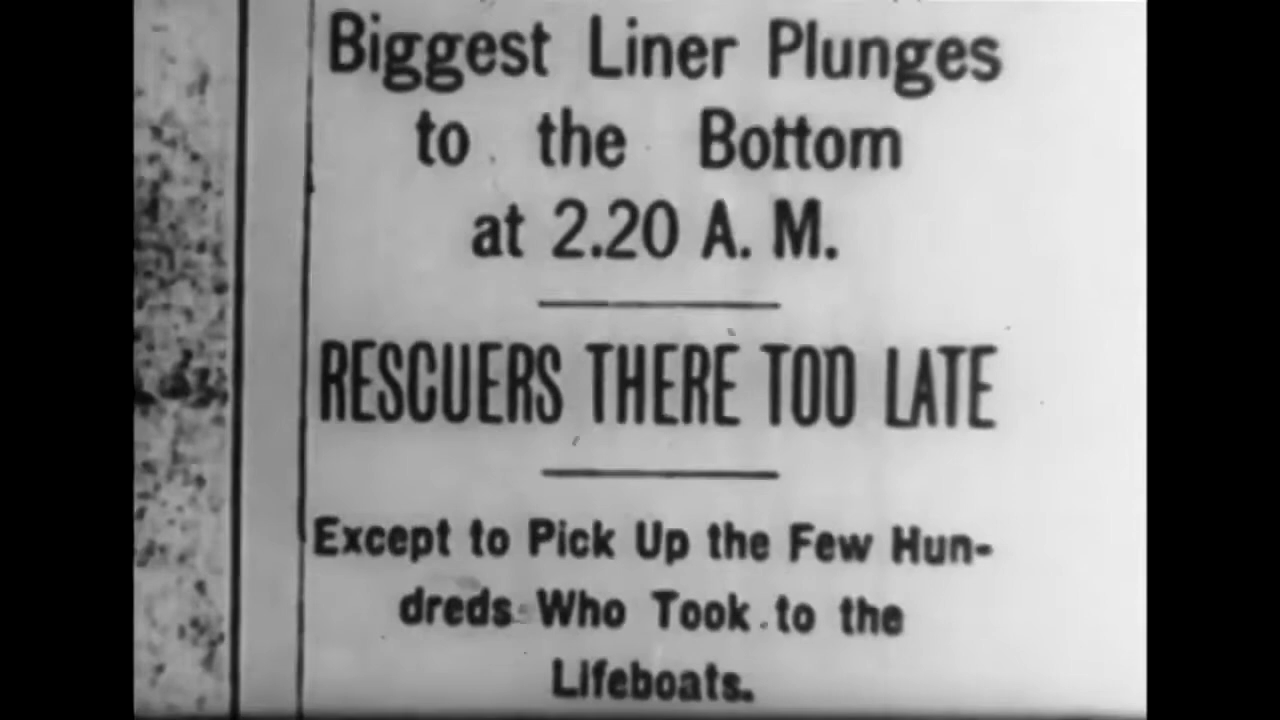 Biggest Liner Plunges
to the Bottom
at 2.20 A. M.
RESCUERS THERE TOO LATE
Except to Pick Up the Few Hun-
dreds Who Took to the
Lifeboats.